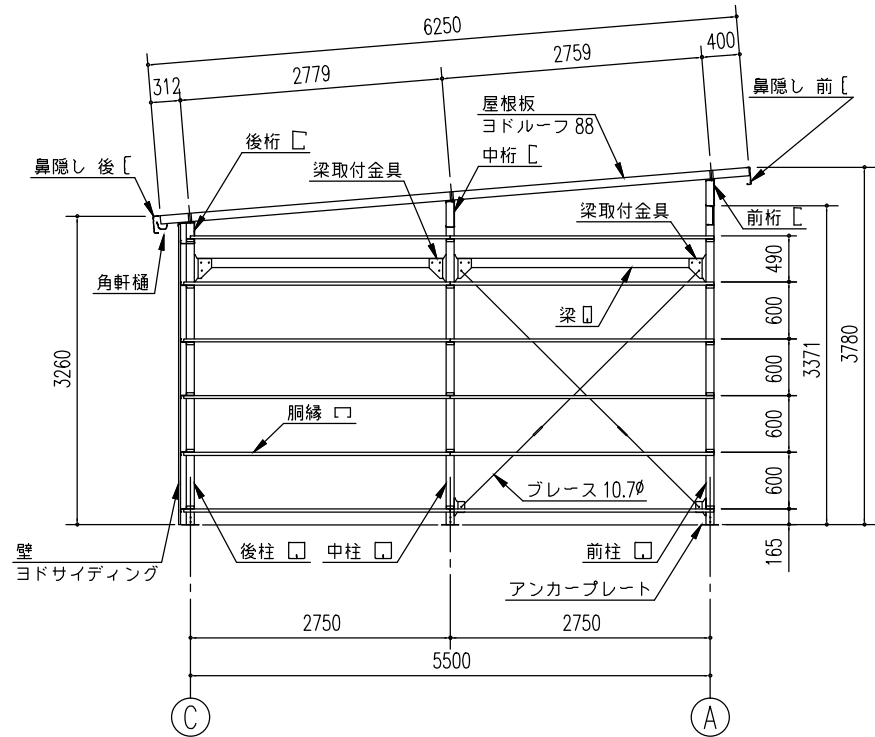 6250
312
2779
2759
400
鼻隠し 前
屋根板
ヨドルーフ 88
後桁
中桁
鼻隠し 後
梁取付金具
梁取付金具
前桁
角軒樋
梁
490
600
600
600
600
165
3260
3371
3780
胴縁
ブレース 10.7φ
壁
ヨドサイディング
後柱
中柱
前柱
アンカープレート
2750
2750
5500
C
A